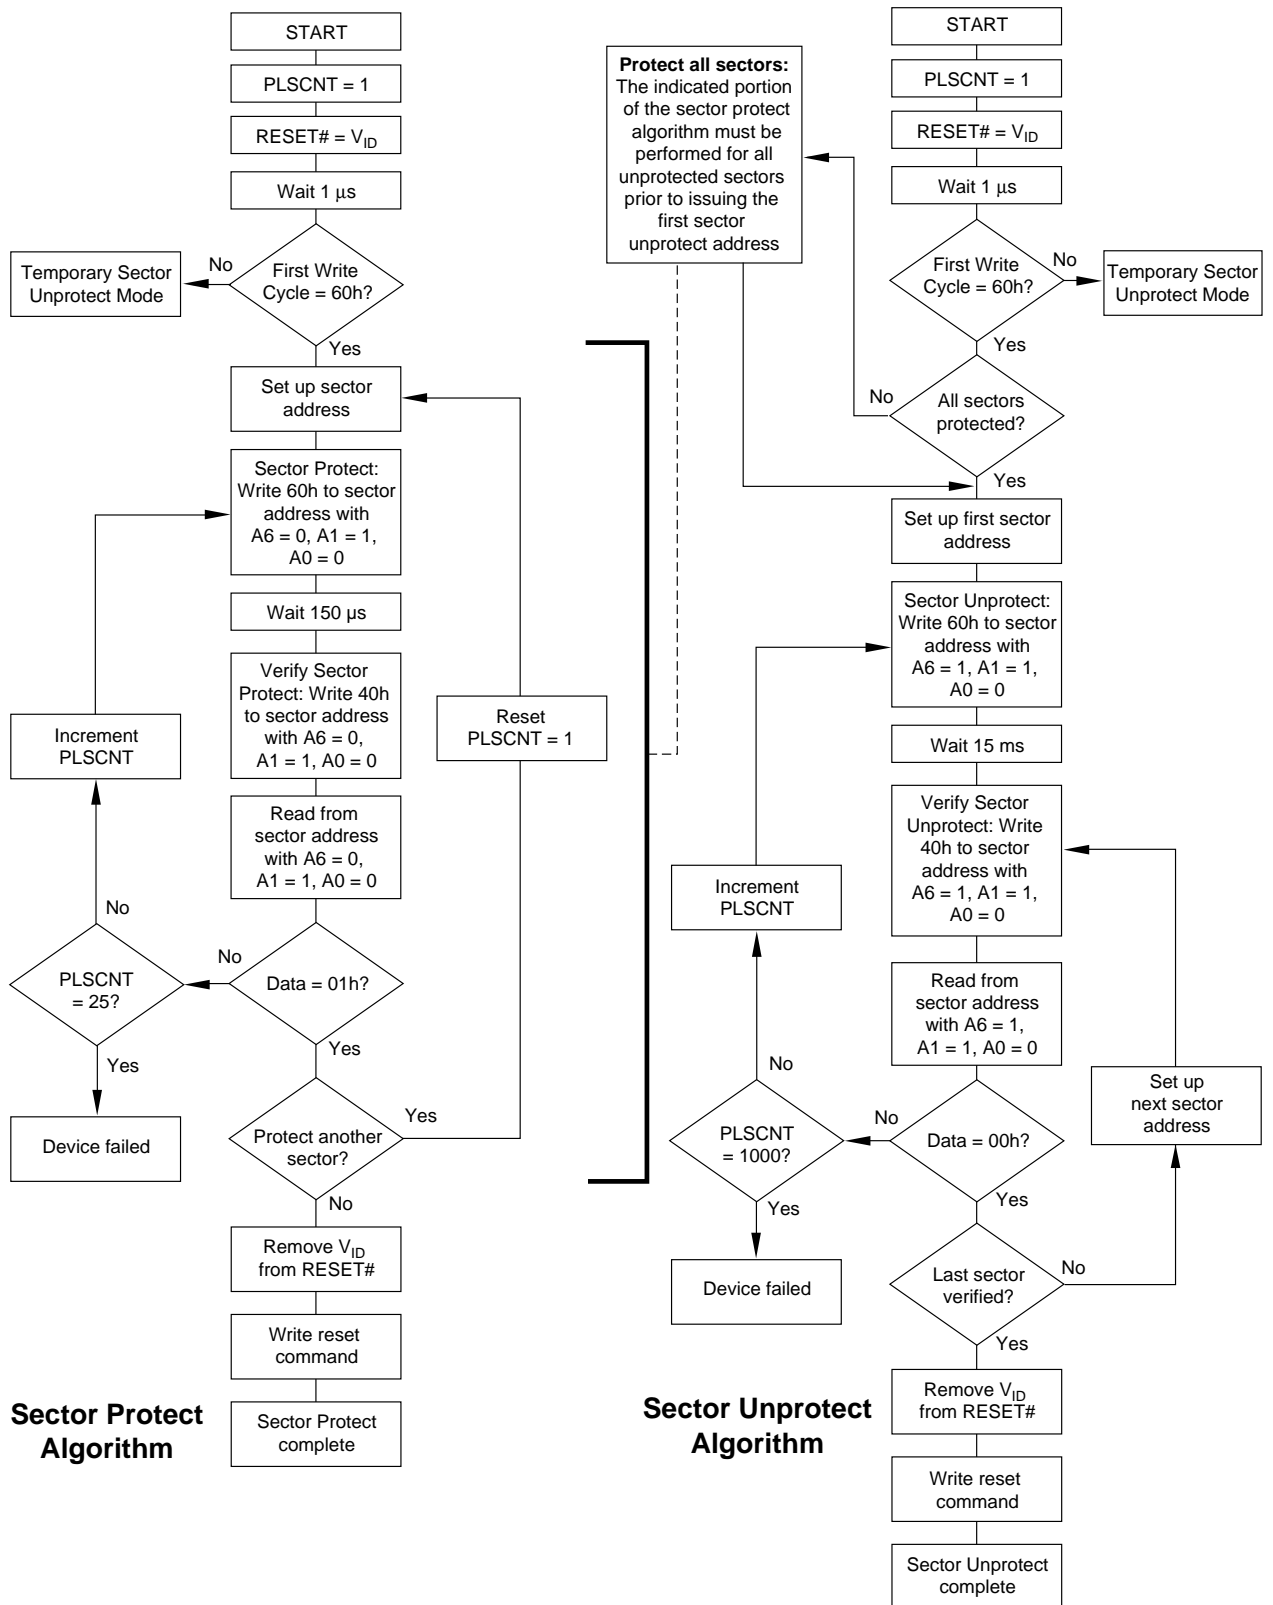 START
PLSCNT = 1
RESET# = VID
Wait 1 μs
First Write
Cycle = 60h?
No
Temporary Sector
Unprotect Mode
Yes
Set up sector
address
Sector Protect:
Write 60h to sector
address with
A6 = 0, A1 = 1,
A0 = 0
Wait 150 µs
Verify Sector
Protect: Write 40h
to sector address
with A6 = 0,
A1 = 1, A0 = 0
Reset
PLSCNT = 1
Increment
PLSCNT
Read from
sector address
with A6 = 0,
A1 = 1, A0 = 0
No
PLSCNT
= 25?
No
Data = 01h?
Yes
Yes
Device failed
Protect another
sector?
Yes
No
Remove VID
from RESET#
Write reset
command
Sector Protect
complete
Sector Protect
Algorithm
Protect all sectors:
The indicated portion
of the sector protect
algorithm must be
performed for all
unprotected sectors
prior to issuing the
first sector
unprotect address
START
PLSCNT = 1
RESET# = VID
Wait 1 μs
First Write
Cycle = 60h?
No
Temporary Sector
Unprotect Mode
Yes
No
All sectors
protected?
Yes
Set up first sector
address
Sector Unprotect:
Write 60h to sector
address with
A6 = 1, A1 = 1,
A0 = 0
Wait 15 ms
Verify Sector
Unprotect: Write
40h to sector
address with
A6 = 1, A1 = 1,
A0 = 0
Increment
PLSCNT
Read from
sector address
with A6 = 1,
A1 = 1, A0 = 0
No
PLSCNT
= 1000?
No
Data = 00h?
Set up
next sector
address
Yes
Yes
Device failed
Last sector
verified?
No
Yes
Remove VID
from RESET#
Write reset
command
Sector Unprotect
complete
Sector Unprotect
Algorithm